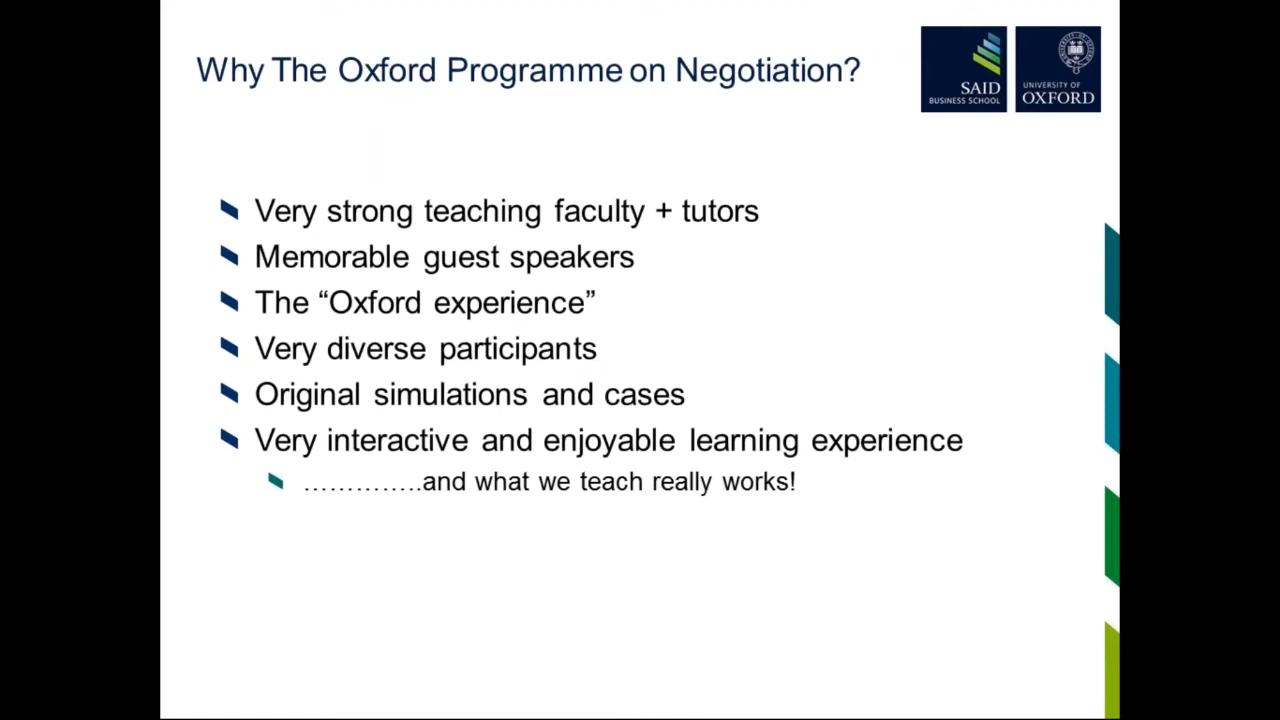 Why The Oxford Programme on Negotiation?
SAID
BUSINESS SCHOOL
UNIVERSITY OF
OXFORD
Very strong teaching faculty + tutors
Memorable guest speakers
The “Oxford experience”
Very diverse participants
Original simulations and cases
Very interactive and enjoyable learning experience
…………..and what we teach really works!